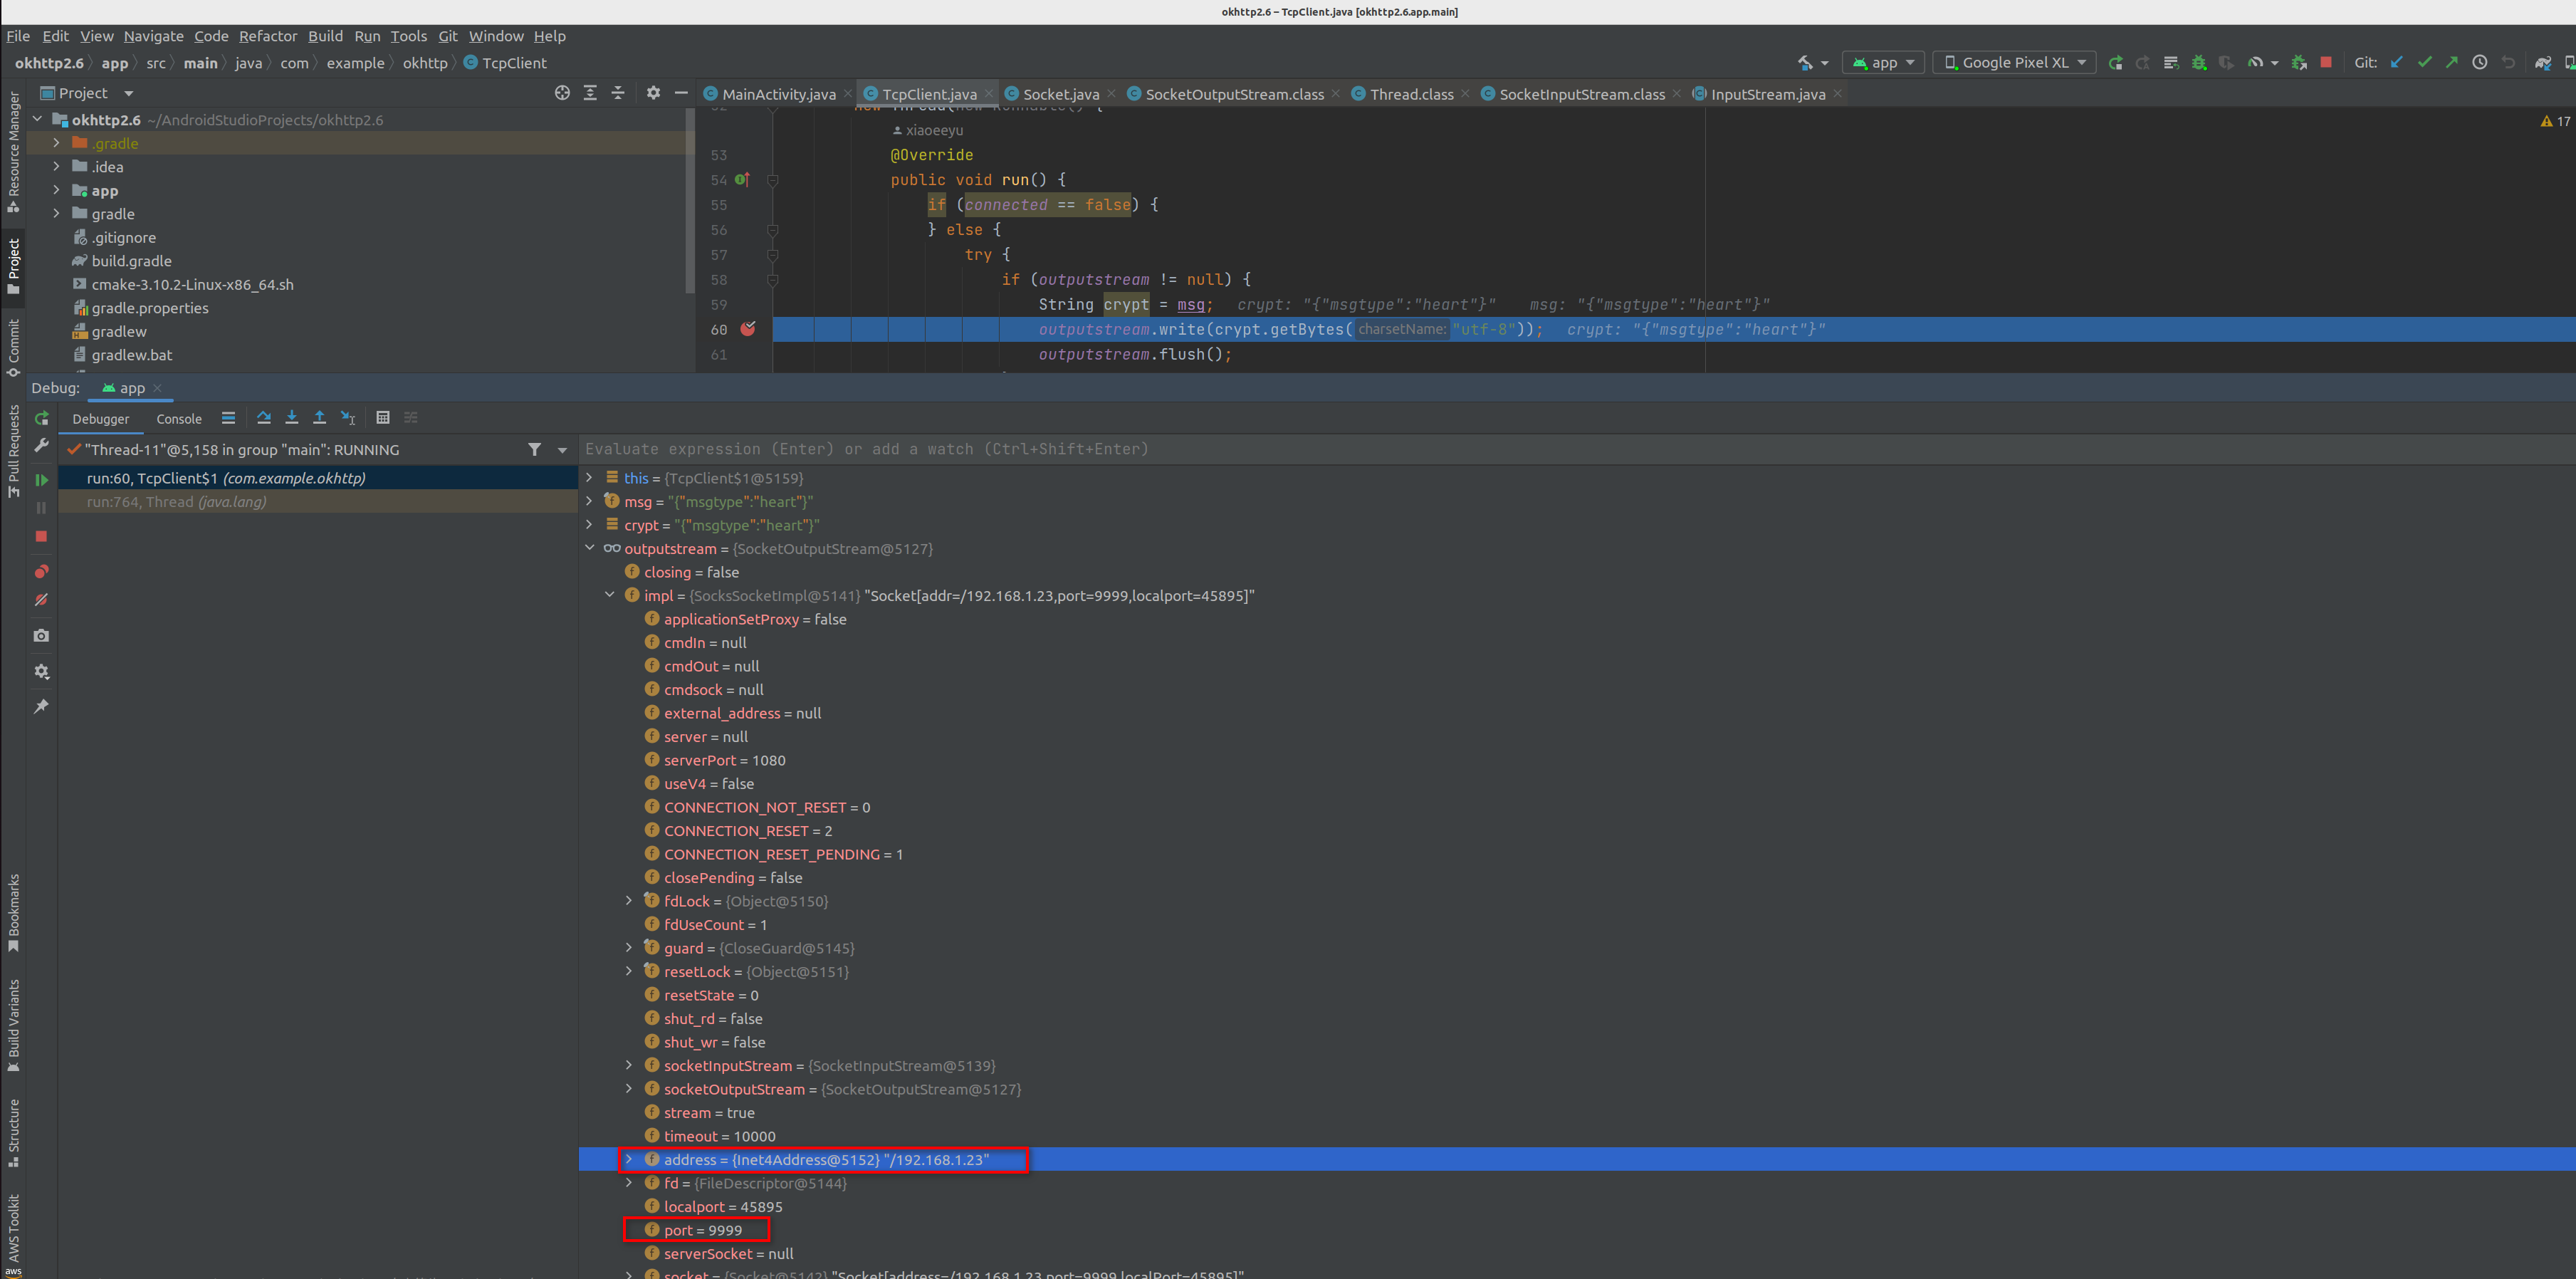 okhttp2.6 – TcpClient.java [okhttp2.6.app.main]
File Edit View Navigate Code Refactor Build Run Tools Git Window Help
okhttp2.6 app src main java com example okhttp TcpClient
app Google Pixel XL Git:
Project
MainActivity.java TcpClient.java Socket.java SocketOutputStream.class Thread.class SocketInputStream.class InputStream.java
okhttp2.6 ~/AndroidStudioProjects/okhttp2.6
.gradle
.idea
app
gradle
.gitignore
build.gradle
cmake-3.10.2-Linux-x86_64.sh
gradle.properties
gradlew
gradlew.bat
xiaoeeyu
17
53 @Override
54 public void run() {
55 if (connected == false) {
56 } else {
57 try {
58 if (outputstream != null) {
59 String crypt = msg; crypt: "{"msgtype":"heart"}" msg: "{"msgtype":"heart"}"
60 outputstream.write(crypt.getBytes( charsetName: "utf-8")); crypt: "{"msgtype":"heart"}"
61 outputstream.flush();
Debug: app
Debugger Console
"Thread-11"@5,158 in group "main": RUNNING
run:60, TcpClient$1 (com.example.okhttp)
run:764, Thread (java.lang)
Evaluate expression (Enter) or add a watch (Ctrl+Shift+Enter)
this = {TcpClient$1@5159}
msg = "{"msgtype":"heart"}"
crypt = "{"msgtype":"heart"}"
outputstream = {SocketOutputStream@5127}
closing = false
impl = {SocksSocketImpl@5141} "Socket[addr=/192.168.1.23,port=9999,localport=45895]"
applicationSetProxy = false
cmdIn = null
cmdOut = null
cmdsock = null
external_address = null
server = null
serverPort = 1080
useV4 = false
CONNECTION_NOT_RESET = 0
CONNECTION_RESET = 2
CONNECTION_RESET_PENDING = 1
closePending = false
fdLock = {Object@5150}
fdUseCount = 1
guard = {CloseGuard@5145}
resetLock = {Object@5151}
resetState = 0
shut_rd = false
shut_wr = false
socketInputStream = {SocketInputStream@5139}
socketOutputStream = {SocketOutputStream@5127}
stream = true
timeout = 10000
address = {Inet4Address@5152} "/192.168.1.23"
fd = {FileDescriptor@5144}
localport = 45895
port = 9999
serverSocket = null
socket = {Socket@5142} "Socket[address=/192.168.1.23,port=9999,localPort=45895]"
Resource Manager
Project
Commit
Pull Requests
Bookmarks
Build Variants
Structure
AWS Toolkit
aws